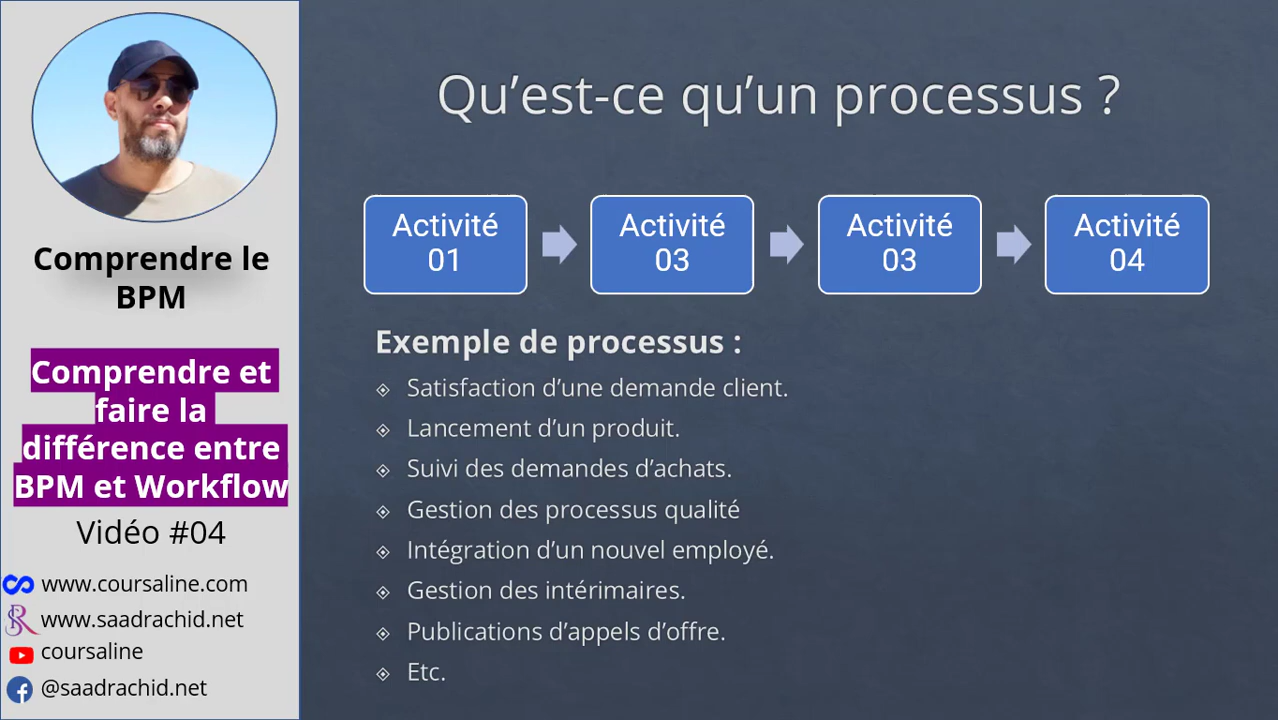 Comprendre le
BPM
Comprendre et
faire la
différence entre
BPM et Workflow
Vidéo #04
www.coursaline.com
www.saadrachid.net
coursaline
@saadrachid.net
Qu’est-ce qu’un processus ?
Activité
01
Activité
03
Activité
03
Activité
04
Exemple de processus :
Satisfaction d’une demande client.
Lancement d’un produit.
Suivi des demandes d’achats.
Gestion des processus qualité
Intégration d’un nouvel employé.
Gestion des intérimaires.
Publications d’appels d’offre.
Etc.